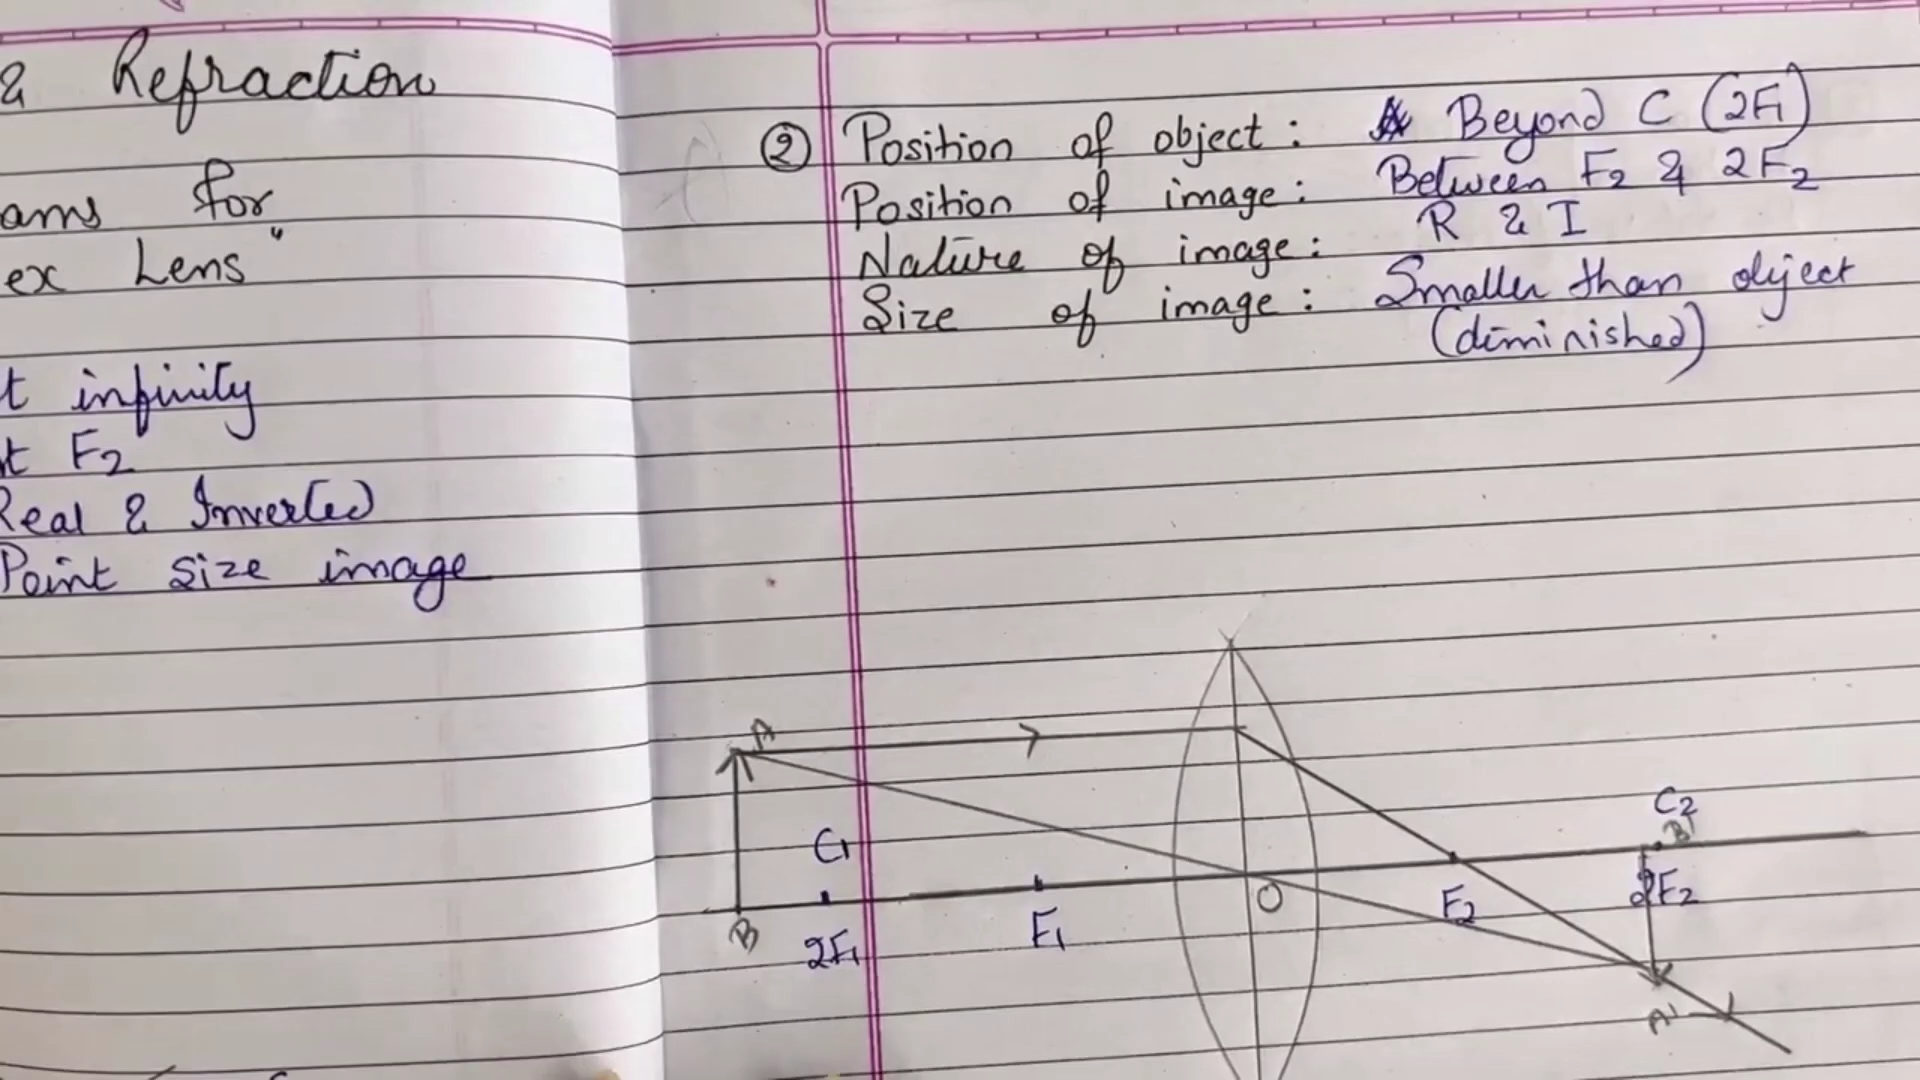 & Refraction
ams for
ex Lens"
t infinity
t F2
Real & Inverted
Point size image
② Position of object : Beyond C (2F1)
Position of image : Between F2 & 2F2
Nature of image : R & I
Size of image : Smaller than object
(diminished)
A
C1
C2
B'
B
2F1
F1
O
F2
2F2
A'